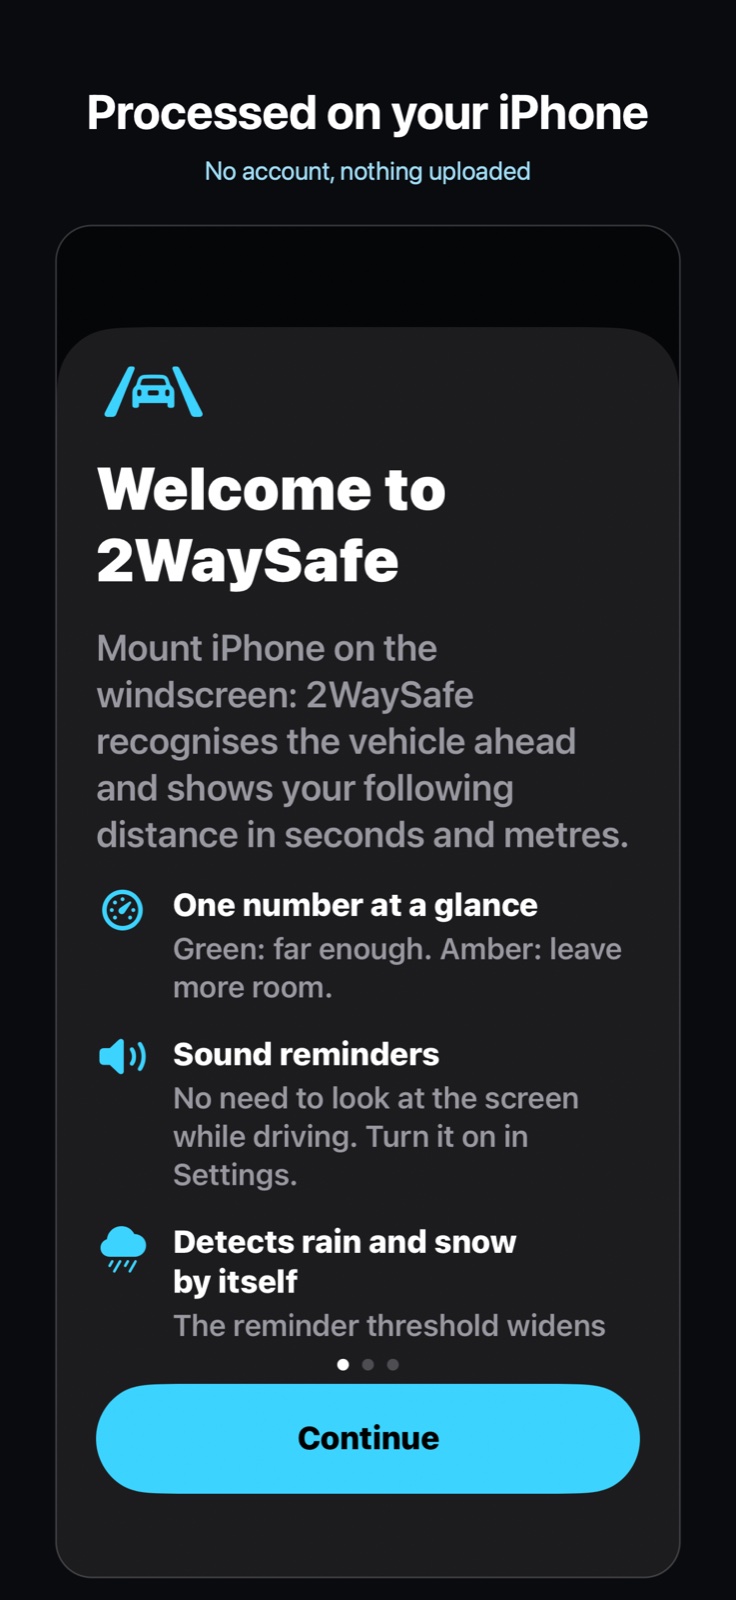 Processed on your iPhone
No account, nothing uploaded
Welcome to
2WaySafe
Mount iPhone on the
windscreen: 2WaySafe
recognises the vehicle ahead
and shows your following
distance in seconds and metres.
One number at a glance
Green: far enough. Amber: leave
more room.
Sound reminders
No need to look at the screen
while driving. Turn it on in
Settings.
Detects rain and snow
by itself
The reminder threshold widens
Continue